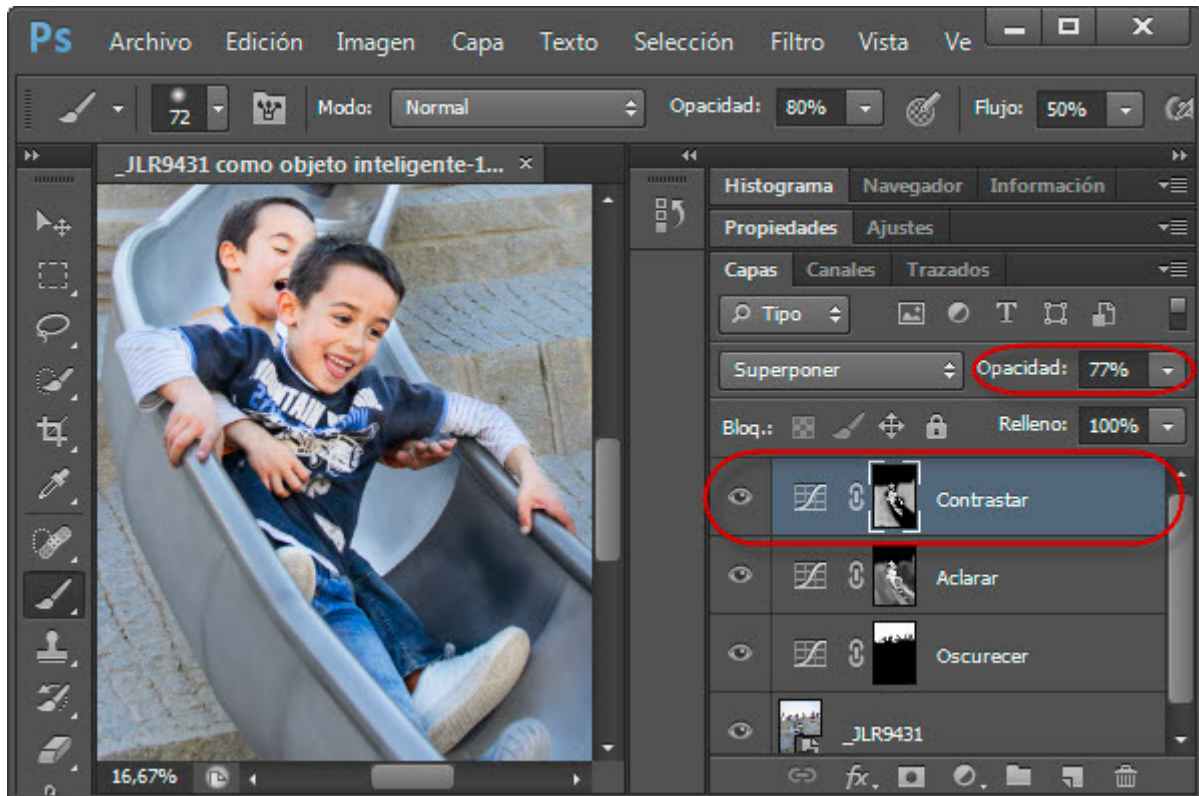 Ps Archivo Edición Imagen Capa Texto Selección Filtro Vista Ve
72 Modo: Normal Opacidad: 80% Flujo: 50%
_JLR9431 como objeto inteligente-1... ×
Histograma Navegador Información
Propiedades Ajustes
Capas Canales Trazados
Tipo
Superponer Opacidad: 77%
Bloq.: Relleno: 100%
Contrastar
Aclarar
Oscurecer
_JLR9431
16,67%
fx